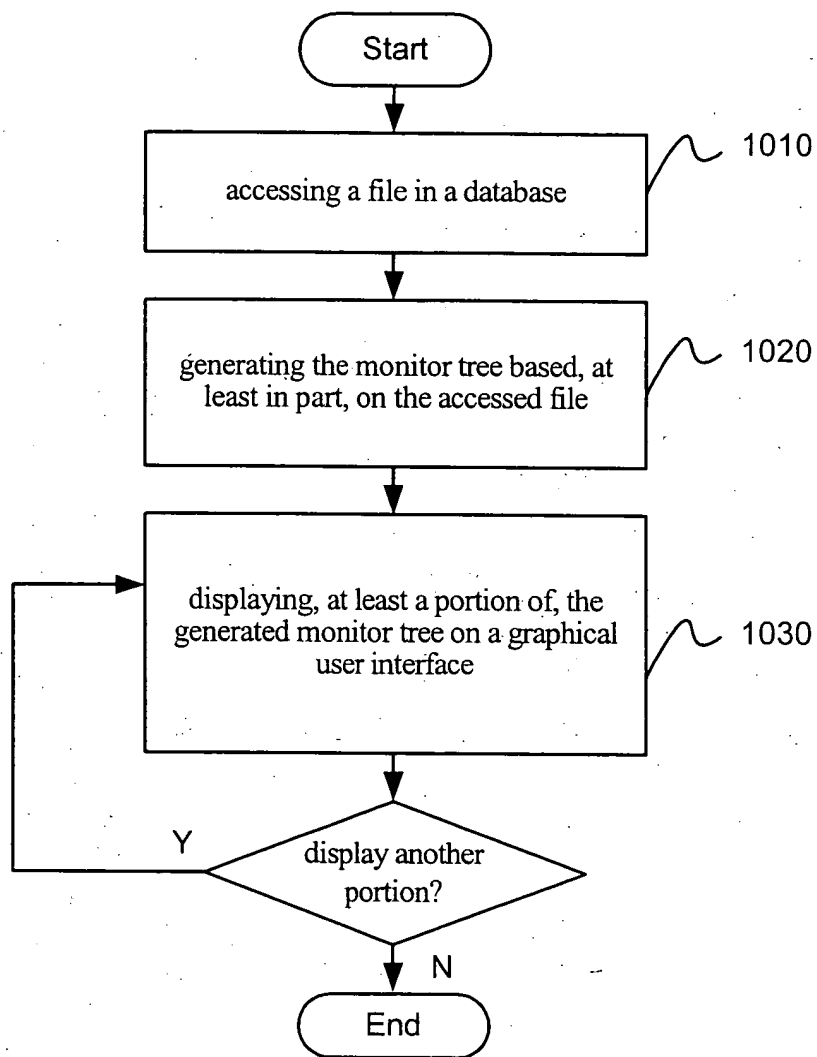 Start
accessing a file in a database
1010
generating the monitor tree based, at
least in part, on the accessed file
1020
displaying, at least a portion of, the
generated monitor tree on a graphical
user interface
1030
display another
portion?
Y
N
End